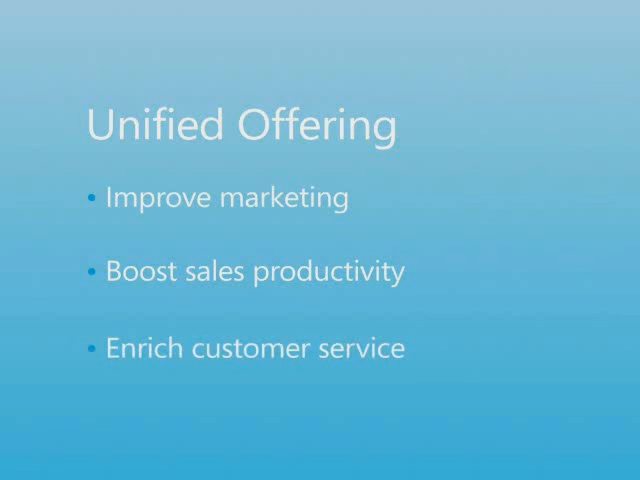 Unified Offering
• Improve marketing
• Boost sales productivity
• Enrich customer service